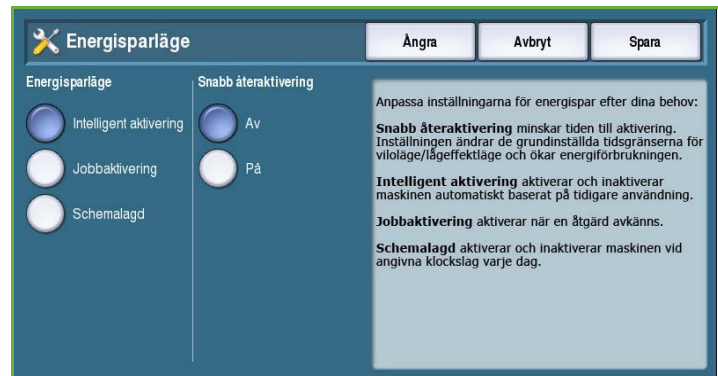 Energisparläge
Ångra
Avbryt
Spara
Energisparläge
Intelligent aktivering
Jobbaktivering
Schemalagd
Snabb återaktivering
Av
På
Anpassa inställningarna för energispar efter dina behov:
Snabb återaktivering minskar tiden till aktivering.
Inställningen ändrar de grundinställda tidsgränserna för
viloläge/lågeffektläge och ökar energiförbrukningen.
Intelligent aktivering aktiverar och inaktiverar
maskinen automatiskt baserat på tidigare användning.
Jobbaktivering aktiverar när en åtgärd avkänns.
Schemalagd aktiverar och inaktiverar maskinen vid
angivna klockslag varje dag.